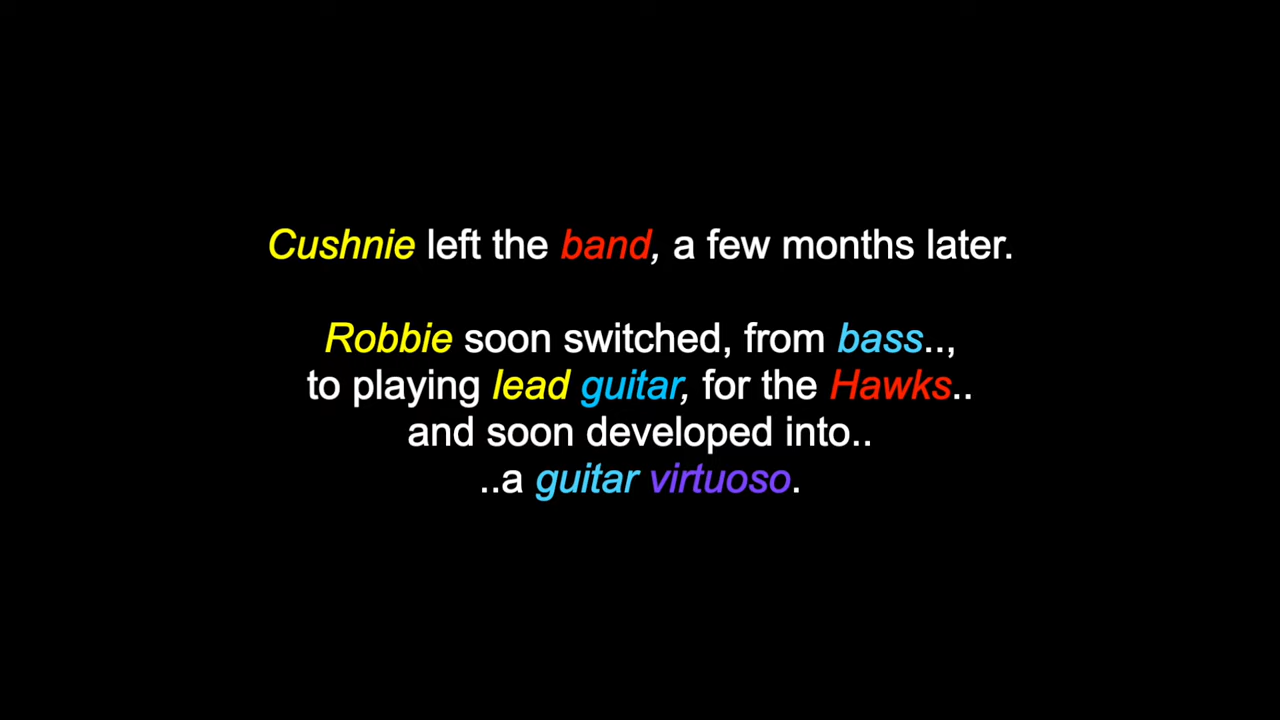 Cushnie left the band, a few months later.
Robbie soon switched, from bass..,
to playing lead guitar, for the Hawks..
and soon developed into..
..a guitar virtuoso.